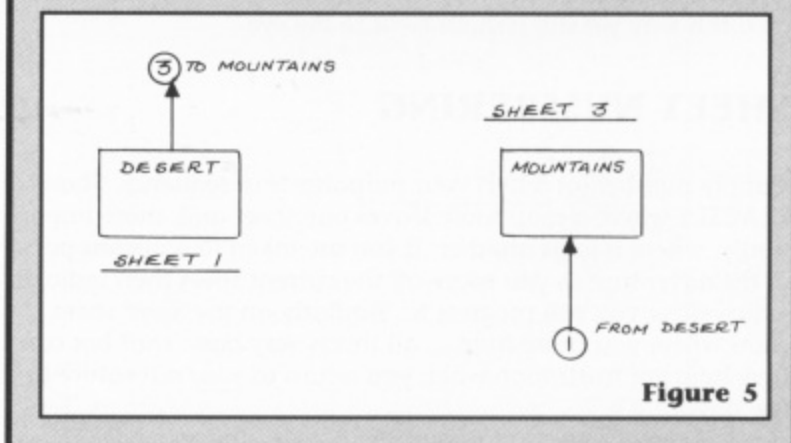 ③ TO MOUNTAINS
DESERT
SHEET 1
SHEET 3
MOUNTAINS
① FROM DESERT
Figure 5